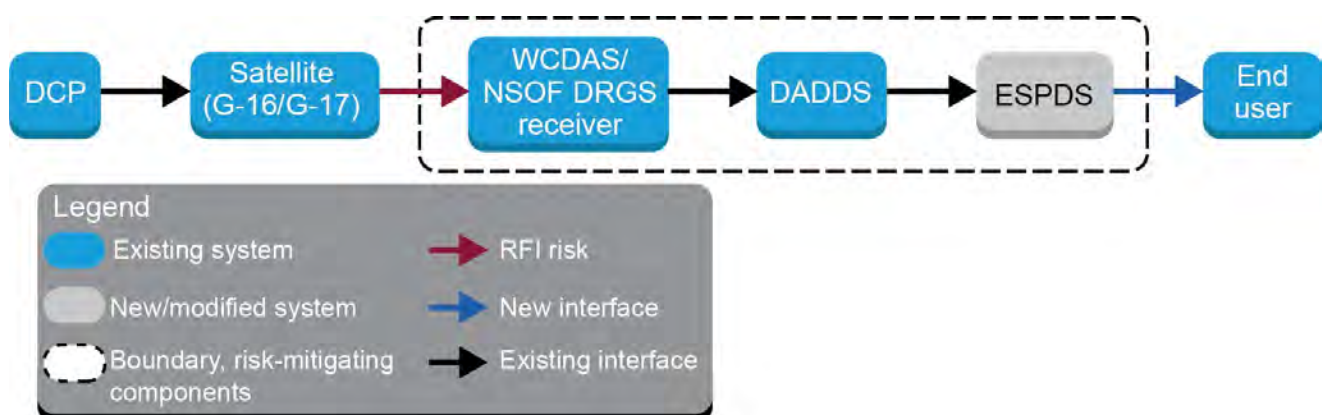 DCP
Satellite
(G-16/G-17)
WCDAS/
NSOF DRGS
receiver
DADDS
ESPDS
End
user
Legend
Existing system
RFI risk
New/modified system
New interface
Boundary, risk-mitigating
components
Existing interface